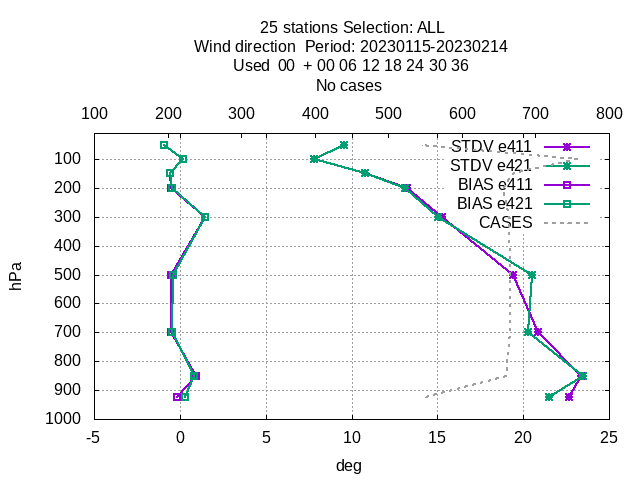 25 stations Selection: ALL
Wind direction  Period: 20230115-20230214
Used  00  + 00 06 12 18 24 30 36
No cases
100 200 300 400 500 600 700 800
STDV e411
STDV e421
BIAS e411
BIAS e421
CASES
100
200
300
400
500
600
700
800
900
1000
hPa
-5 0 5 10 15 20 25
deg